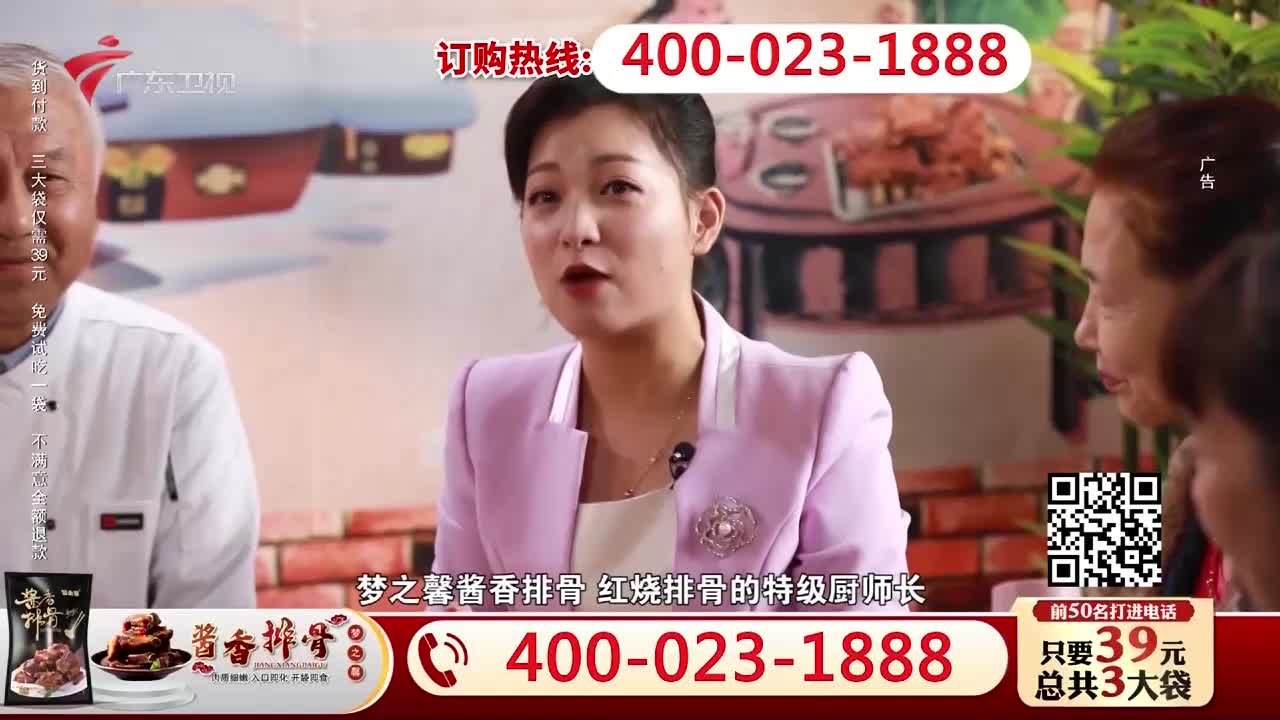 订购热线:
400-023-1888
广东卫视
货到付款 三大袋仅需39元 免费试吃一袋 不满意全额退款
广告
梦之馨酱香排骨 红烧排骨的特级厨师长
酱香排骨
酱香排骨
JIANGXIANGPAIGU
梦之馨
肉质细嫩 入口即化 开袋即食
400-023-1888
前50名打进电话
只要39元
总共3大袋